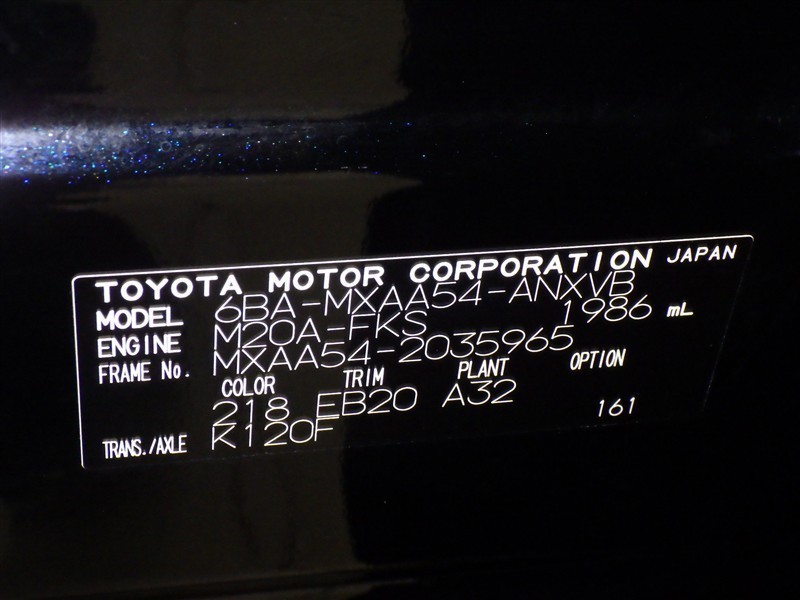 TOYOTA MOTOR CORPORATION JAPAN
MODEL 6BA-MXAA54-ANXVB
ENGINE M20A-FKS 1986 mL
FRAME No. MXAA54-2035965
COLOR TRIM PLANT OPTION
218 EB20 A32 161
TRANS./AXLE K120F